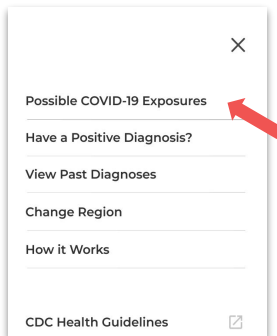 Possible COVID-19 Exposures
Have a Positive Diagnosis?
View Past Diagnoses
Change Region
How it Works
CDC Health Guidelines